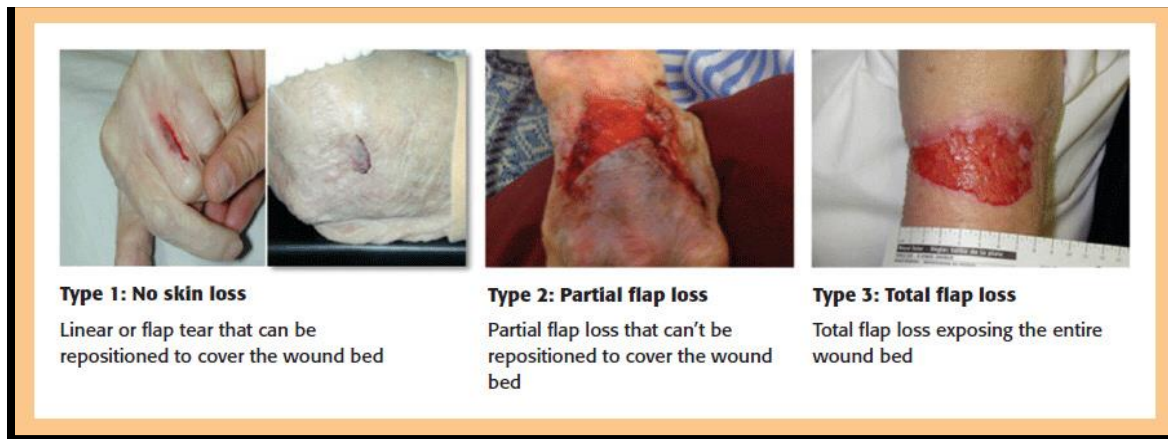 Type 1: No skin loss
Linear or flap tear that can be
repositioned to cover the wound bed
Type 2: Partial flap loss
Partial flap loss that can't be
repositioned to cover the wound
bed
Type 3: Total flap loss
Total flap loss exposing the entire
wound bed